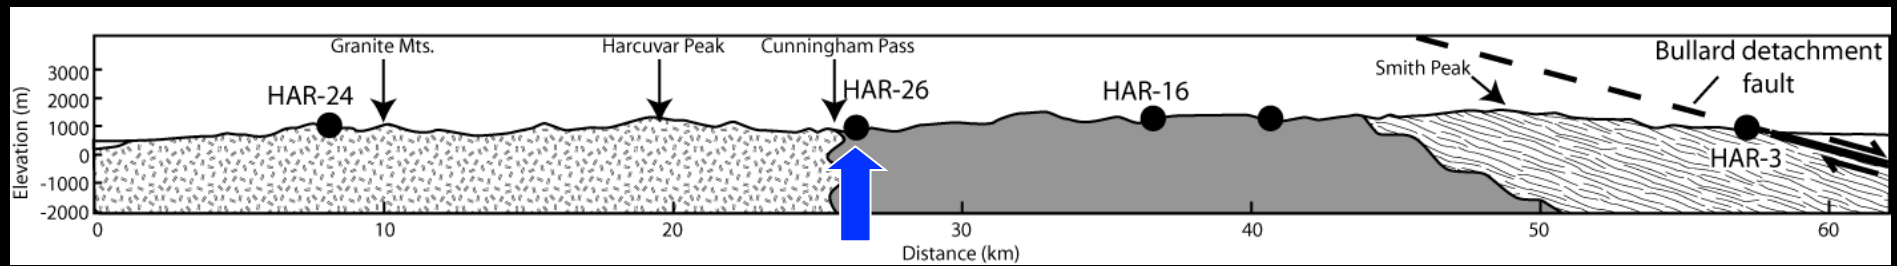 Granite Mts.
Harcuvar Peak
Cunningham Pass
Bullard detachment
fault
Smith Peak
HAR-24
HAR-26
HAR-16
HAR-3
Elevation (m)
3000
2000
1000
0
-1000
-2000
0
10
20
30
40
50
60
Distance (km)